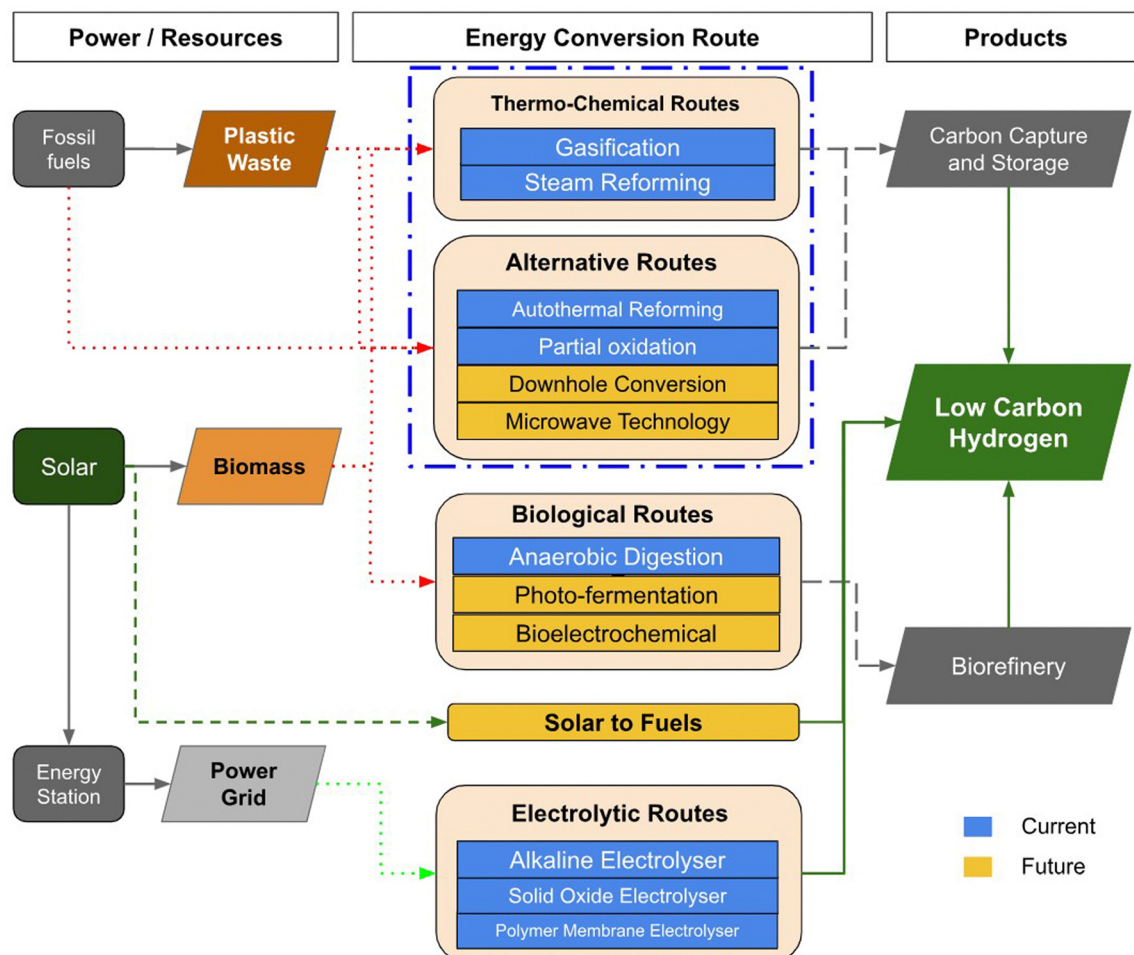 Power / Resources
Energy Conversion Route
Products
Fossil
fuels
Plastic
Waste
Thermo-Chemical Routes
Gasification
Steam Reforming
Carbon Capture
and Storage
Alternative Routes
Autothermal Reforming
Partial oxidation
Downhole Conversion
Microwave Technology
Low Carbon
Hydrogen
Solar
Biomass
Biological Routes
Anaerobic Digestion
Photo-fermentation
Bioelectrochemical
Biorefinery
Solar to Fuels
Energy
Station
Power
Grid
Electrolytic Routes
Alkaline Electrolyser
Solid Oxide Electrolyser
Polymer Membrane Electrolyser
Current
Future